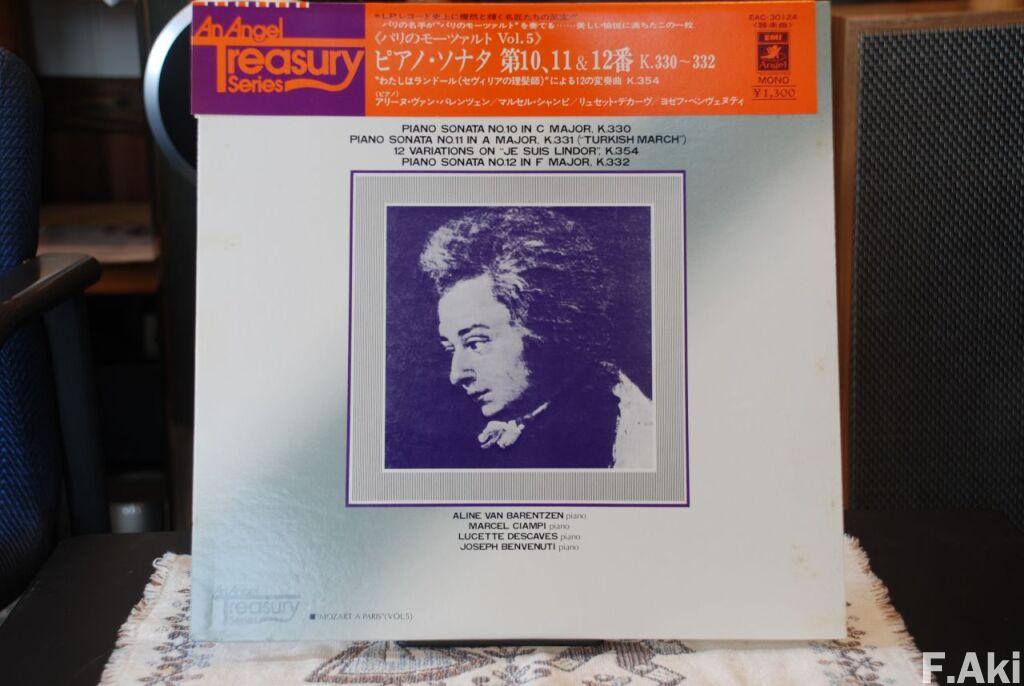 An Angel
Treasury
Series
"LPレコード史上に燦然と輝く名匠たちの至宝!!"
パリの名手が"パリのモーツァルト"を奏でる……美しい愉悦に満ちたこの一枚
《パリのモーツァルト Vol.5》
ピアノ・ソナタ 第10、11 & 12番 K.330~332
"わたしはランドール(セヴィリアの理髪師)"による12の変奏曲 K.354
(ピアノ)
アリーヌ・ヴァン・バレンツェン/マルセル・シャンピ/リュセット・デカーヴ/ヨゼフ・ベンヴェヌティ
EAC-30124
<器楽曲>
EMI
Angel
MONO
¥1,300
PIANO SONATA NO.10 IN C MAJOR, K.330
PIANO SONATA NO.11 IN A MAJOR, K.331 ("TURKISH MARCH")
12 VARIATIONS ON "JE SUIS LINDOR", K.354
PIANO SONATA NO.12 IN F MAJOR, K.332
ALINE VAN BARENTZEN piano
MARCEL CIAMPI piano
LUCETTE DESCAVES piano
JOSEPH BENVENUTI piano
An Angel
Treasury
Series
■"MOZART A PARIS"(VOL.5)
F.Aki